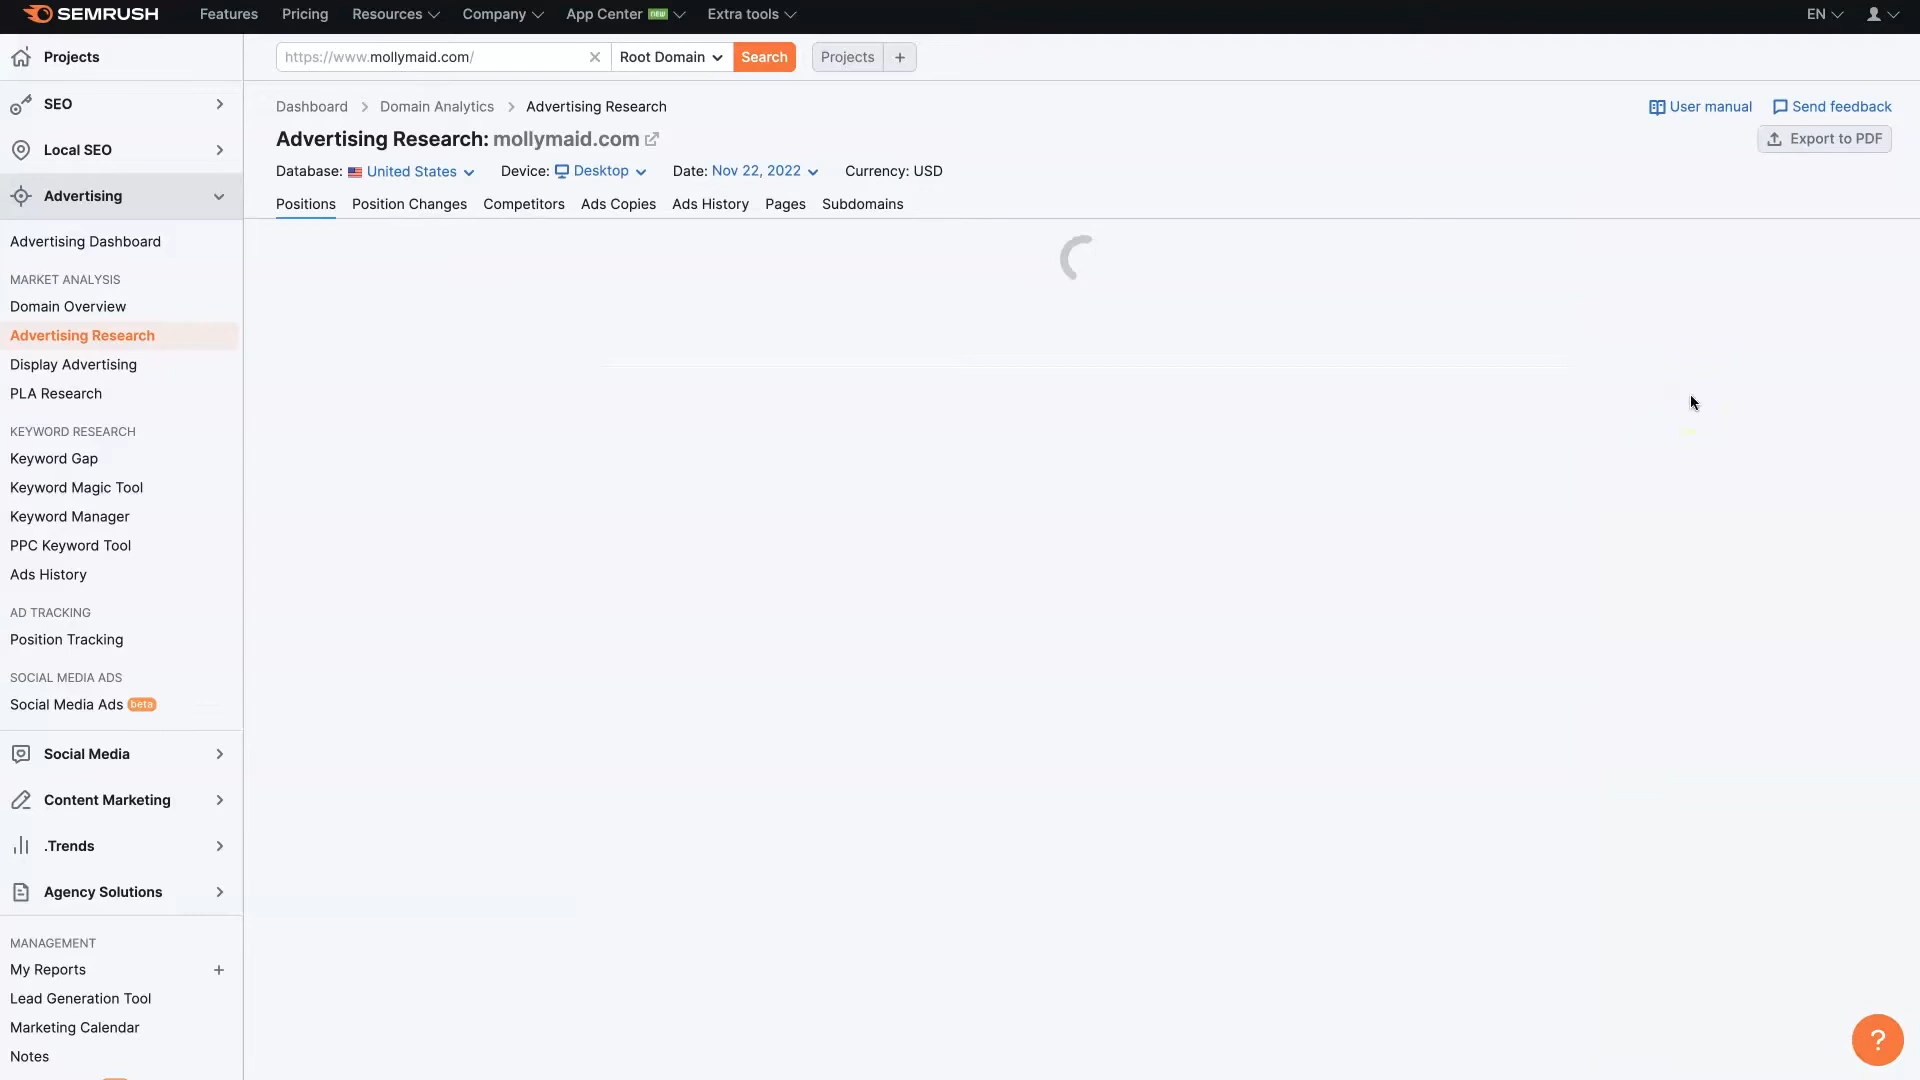 SEMRUSH
Features Pricing Resources Company App Center new Extra tools EN
Projects
https://www.mollymaid.com/ Root Domain Search Projects +
SEO
Local SEO
Advertising
Advertising Dashboard
MARKET ANALYSIS
Domain Overview
Advertising Research
Display Advertising
PLA Research
KEYWORD RESEARCH
Keyword Gap
Keyword Magic Tool
Keyword Manager
PPC Keyword Tool
Ads History
AD TRACKING
Position Tracking
SOCIAL MEDIA ADS
Social Media Ads beta
Social Media
Content Marketing
.Trends
Agency Solutions
MANAGEMENT
My Reports +
Lead Generation Tool
Marketing Calendar
Notes
Dashboard > Domain Analytics > Advertising Research
User manual Send feedback
Advertising Research: mollymaid.com
Export to PDF
Database: United States Device: Desktop Date: Nov 22, 2022 Currency: USD
Positions Position Changes Competitors Ads Copies Ads History Pages Subdomains
?